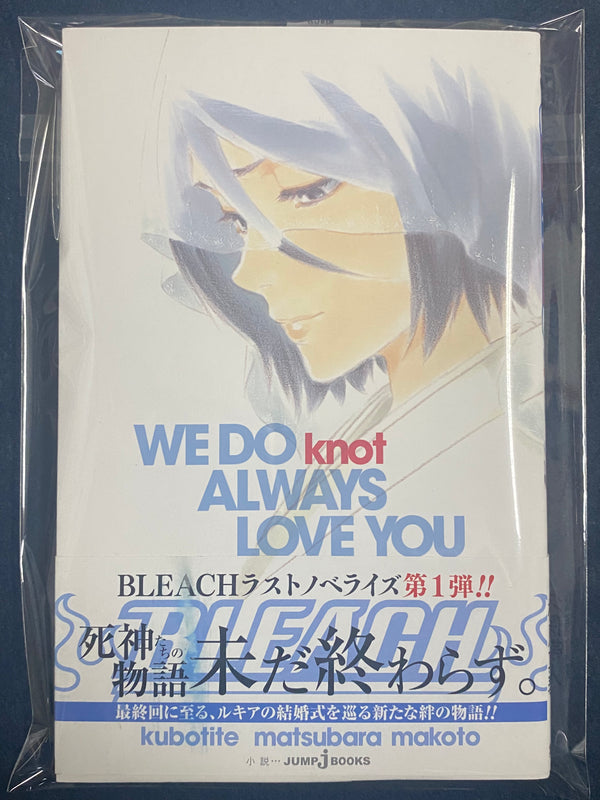 WE DO knot
ALWAYS
LOVE YOU
BLEACHラストノベライズ第1弾!!
BLEACH
死神たちの
物語未だ終わらず。
最終回に至る、ルキアの結婚式を巡る新たな絆の物語!!
kubotite matsubara makoto
小説… JUMP j BOOKS